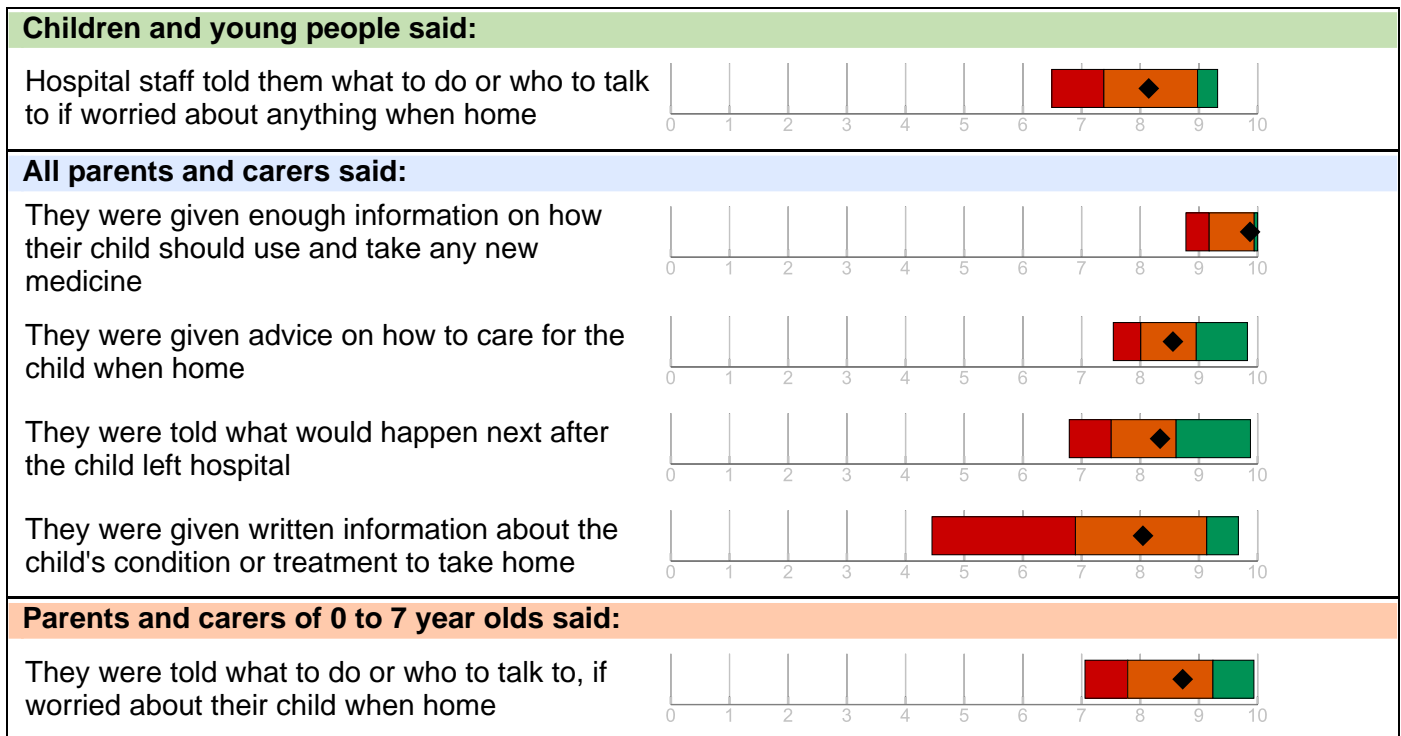 Children and young people said:
Hospital staff told them what to do or who to talk
to if worried about anything when home
0 1 2 3 4 5 6 7 8 9 10
All parents and carers said:
They were given enough information on how
their child should use and take any new
medicine
0 1 2 3 4 5 6 7 8 9 10
They were given advice on how to care for the
child when home
0 1 2 3 4 5 6 7 8 9 10
They were told what would happen next after
the child left hospital
0 1 2 3 4 5 6 7 8 9 10
They were given written information about the
child's condition or treatment to take home
0 1 2 3 4 5 6 7 8 9 10
Parents and carers of 0 to 7 year olds said:
They were told what to do or who to talk to, if
worried about their child when home
0 1 2 3 4 5 6 7 8 9 10